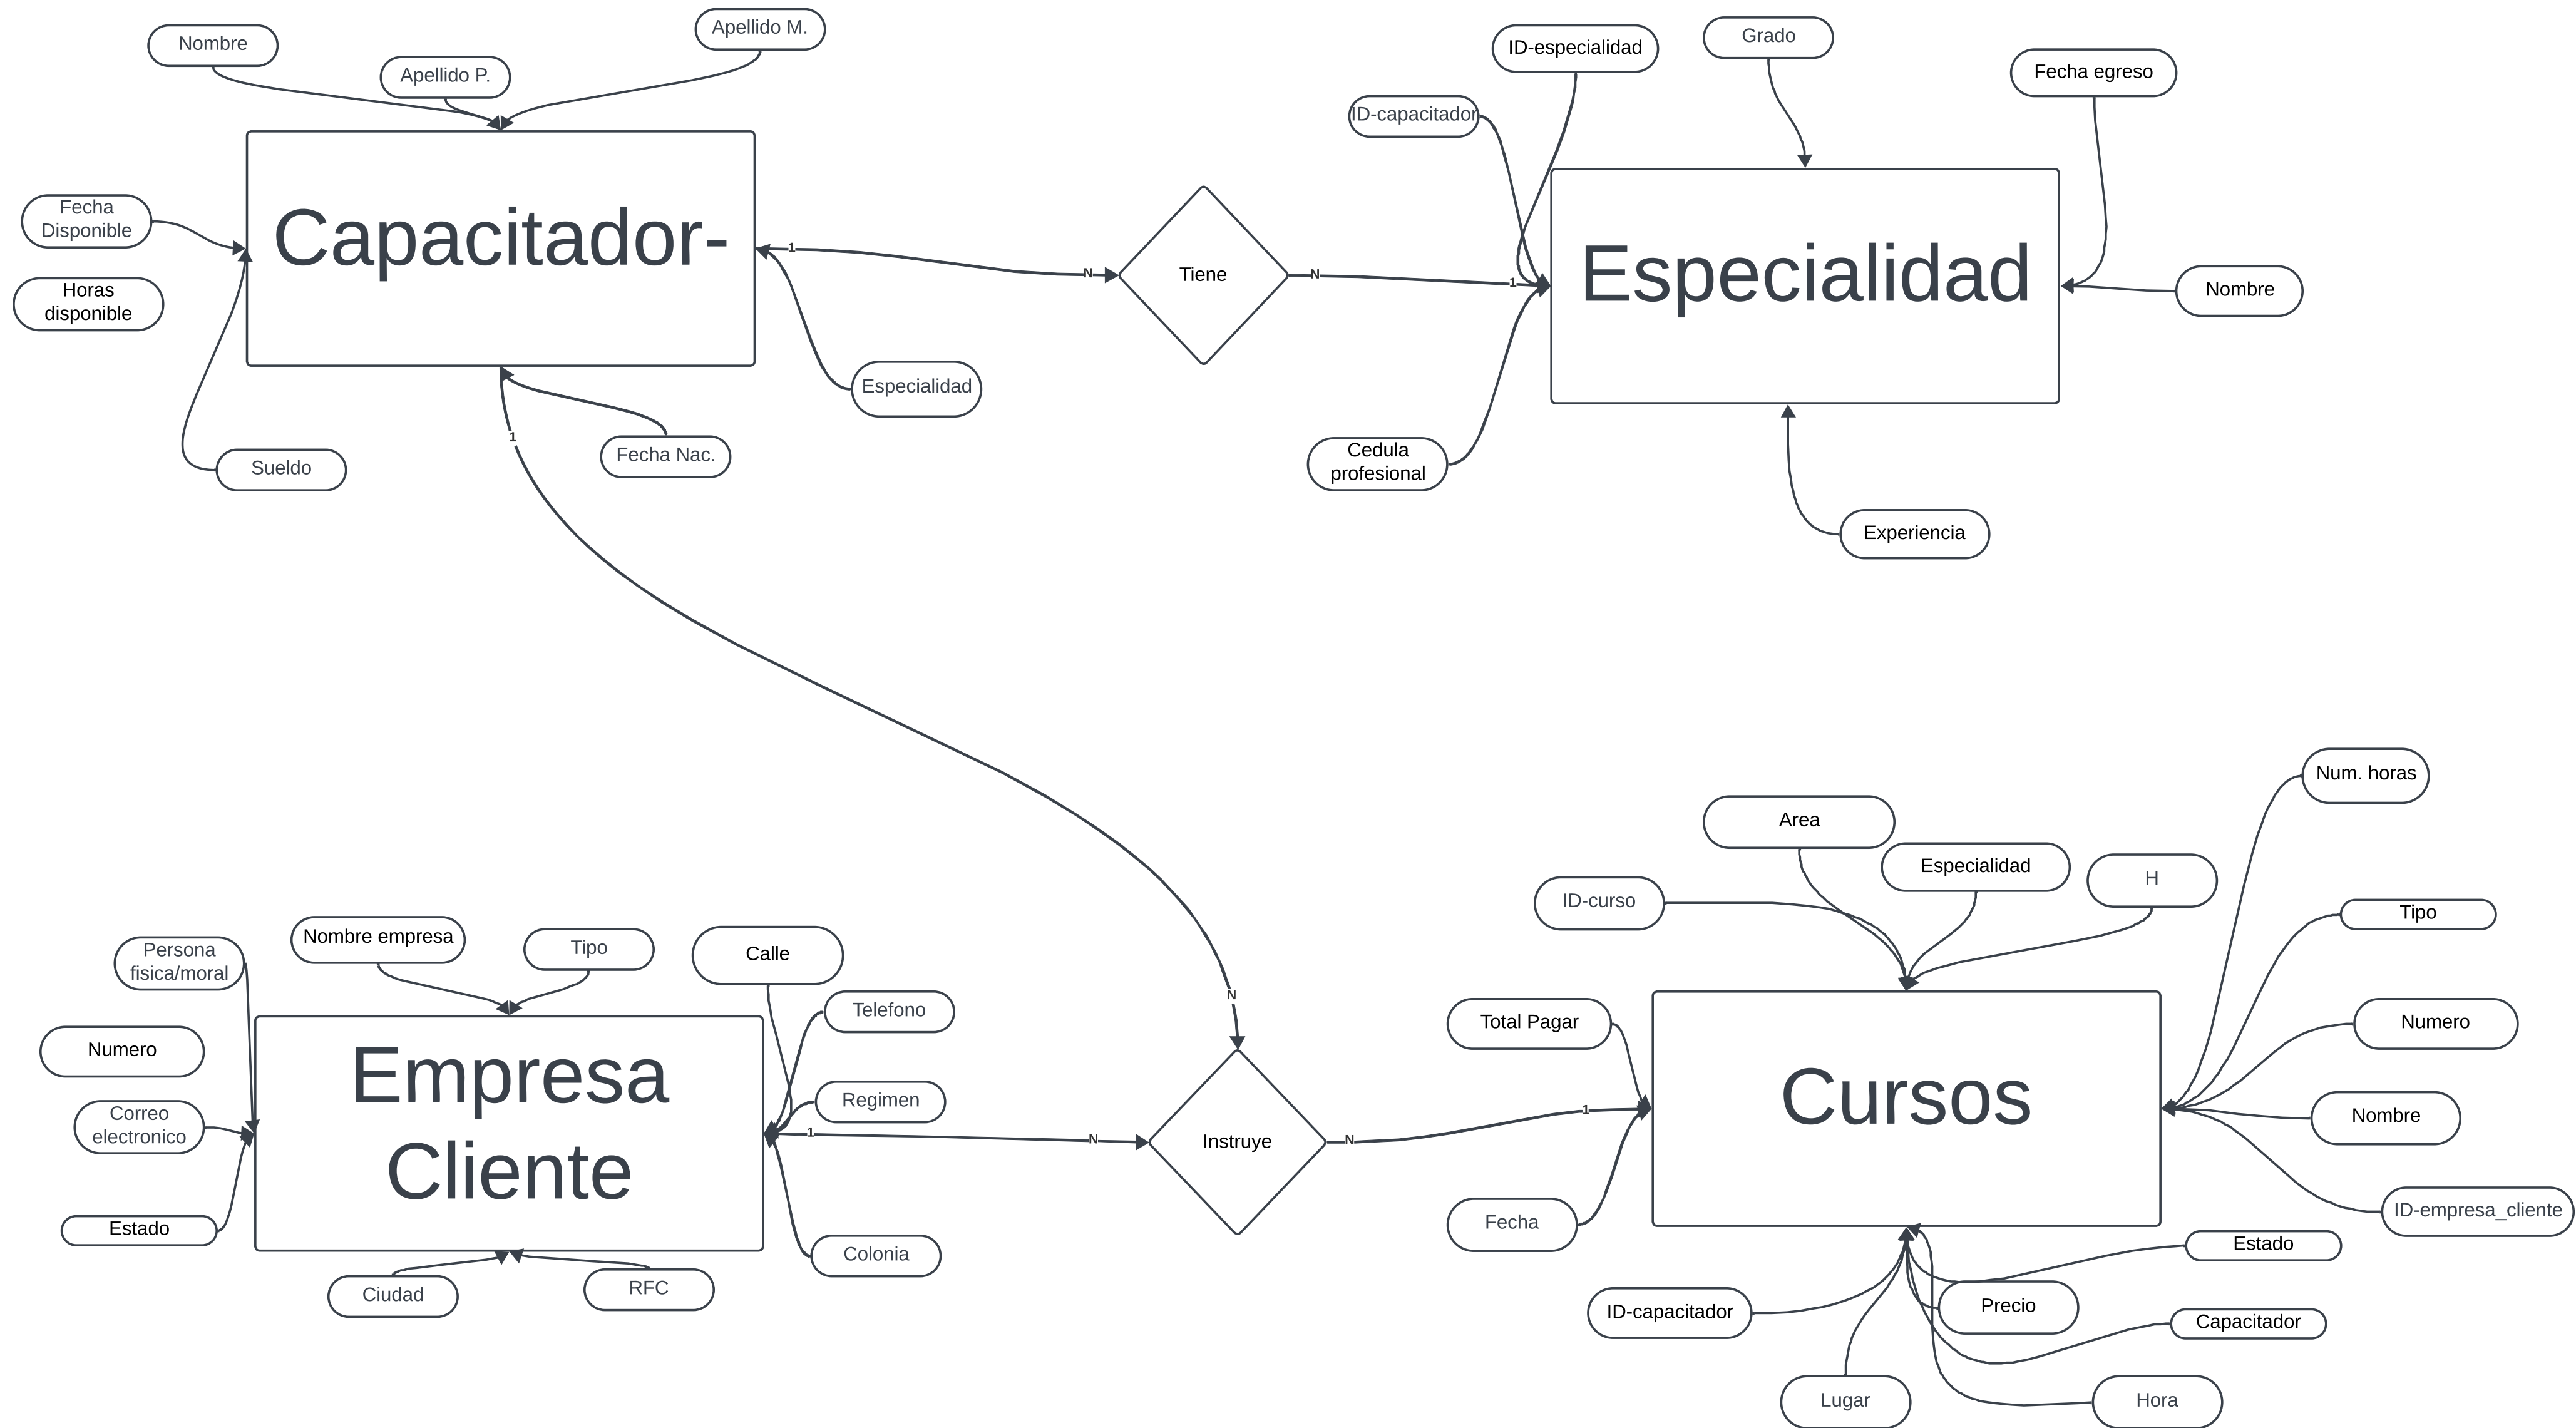 Nombre
Apellido P.
Apellido M.
Capacitador-
Fecha
Disponible
Horas
disponible
Sueldo
Fecha Nac.
Especialidad
1
N
Tiene
N
1
ID-especialidad
ID-capacitador
Grado
Fecha egreso
Especialidad
Nombre
Cedula
profesional
Experiencia
1
N
Persona
fisica/moral
Nombre empresa
Tipo
Calle
Telefono
Numero
Empresa
Cliente
Regimen
Correo
electronico
Estado
Colonia
Ciudad
RFC
1
N
Instruye
N
1
Num. horas
Area
Especialidad
H
ID-curso
Tipo
Total Pagar
Numero
Cursos
Nombre
Fecha
ID-empresa_cliente
Estado
ID-capacitador
Precio
Capacitador
Lugar
Hora